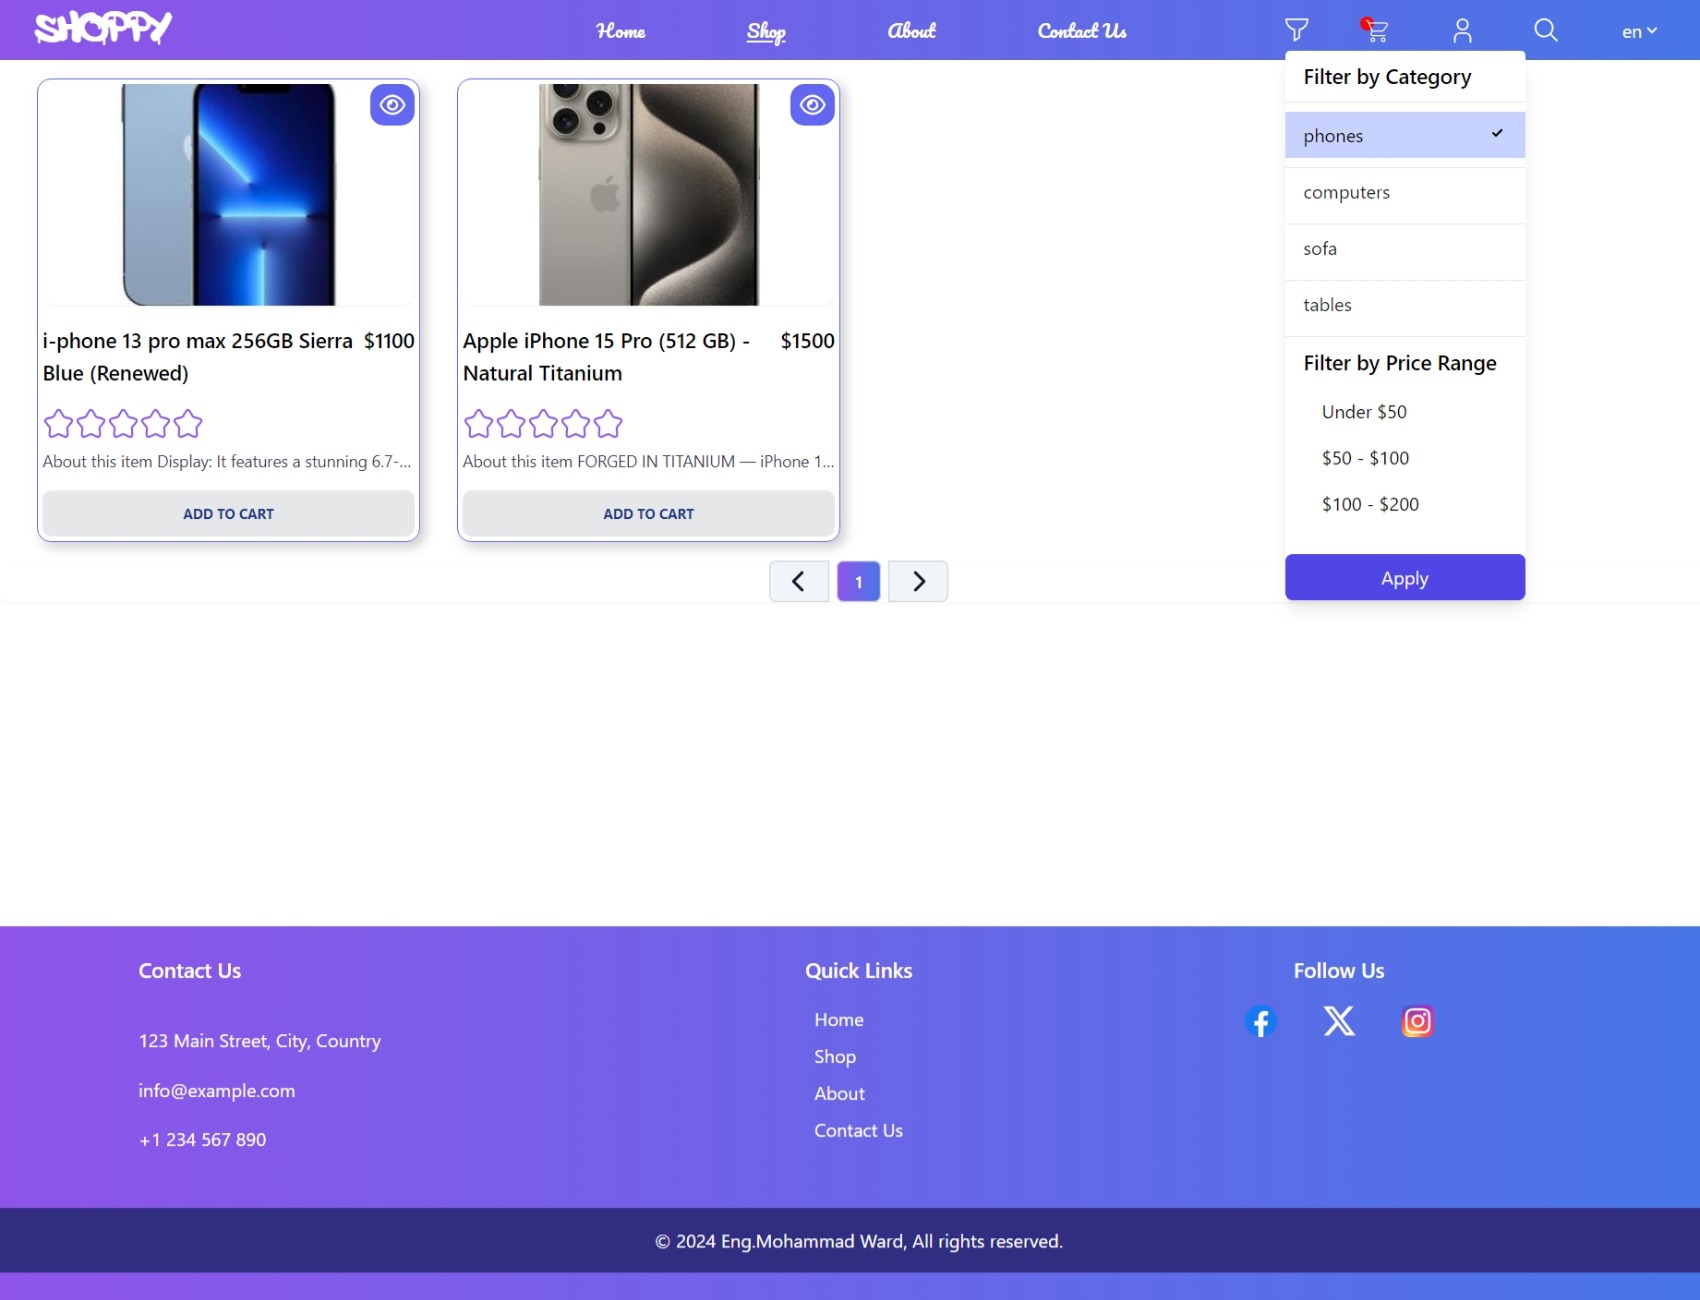 SHOPPY
Home
Shop
About
Contact Us
en
Filter by Category
phones
computers
sofa
tables
Filter by Price Range
Under $50
$50 - $100
$100 - $200
Apply
i-phone 13 pro max 256GB Sierra $1100
Blue (Renewed)
About this item Display: It features a stunning 6.7-...
ADD TO CART
Apple iPhone 15 Pro (512 GB) - $1500
Natural Titanium
About this item FORGED IN TITANIUM — iPhone 1...
ADD TO CART
1
Contact Us
123 Main Street, City, Country
info@example.com
+1 234 567 890
Quick Links
Home
Shop
About
Contact Us
Follow Us
© 2024 Eng.Mohammad Ward, All rights reserved.